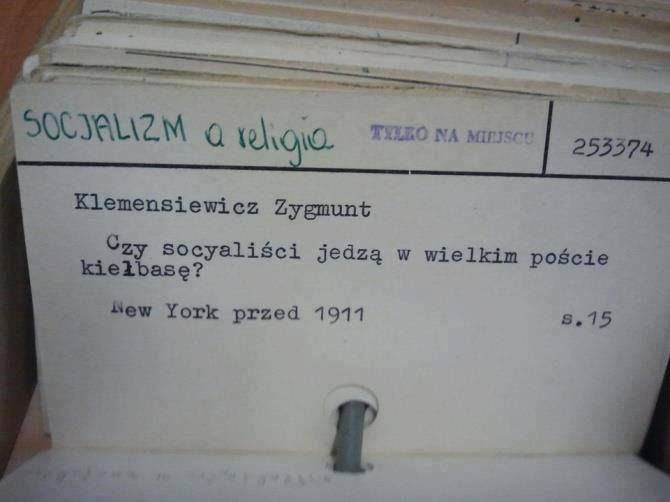 SOCJALIZM a religia TYLKO NA MIEJSCU 253374
Klemensiewicz Zygmunt
Czy socyaliści jedzą w wielkim poście
kiełbasę?
New York przed 1911 s.15